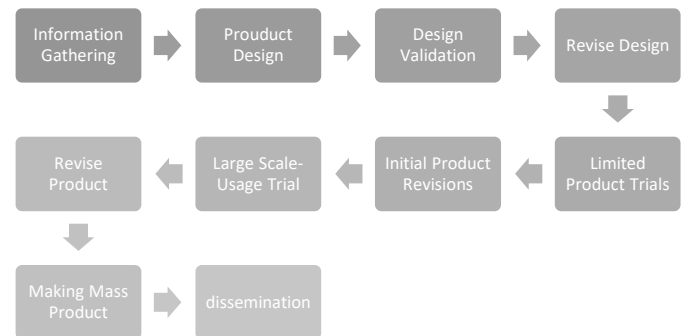 Information
Gathering
Prouduct
Design
Design
Validation
Revise Design
Limited
Product Trials
Initial Product
Revisions
Large Scale-
Usage Trial
Revise
Product
Making Mass
Product
dissemination